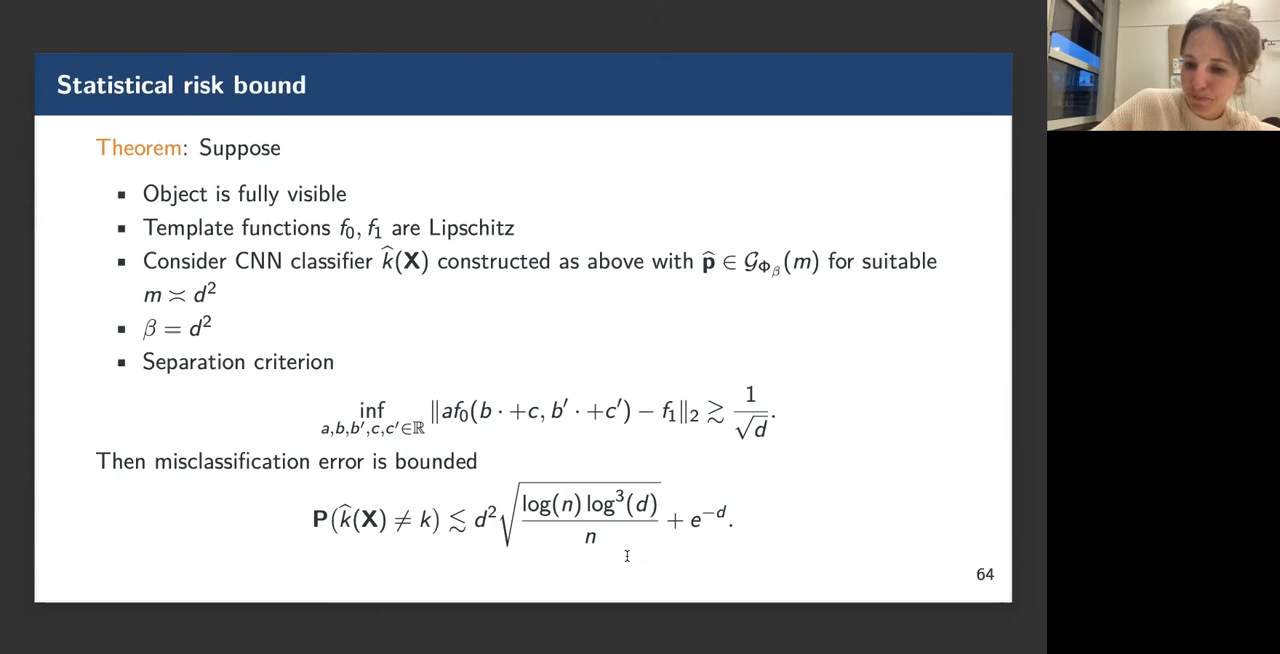 Statistical risk bound
Theorem: Suppose
▪ Object is fully visible
▪ Template functions f₀, f₁ are Lipschitz
▪ Consider CNN classifier k̂(𝐗) constructed as above with 𝐩̂ ∈ 𝒢_{Φ_β}(m) for suitable
m ≍ d²
▪ β = d²
▪ Separation criterion
inf_{a,b,b′,c,c′∈ℝ} ‖af₀(b · +c, b′ · +c′) − f₁‖₂ ≳ 1/√d.
Then misclassification error is bounded
𝐏(k̂(𝐗) ≠ k) ≲ d² √(log(n) log³(d) / n) + e^{−d}.
64